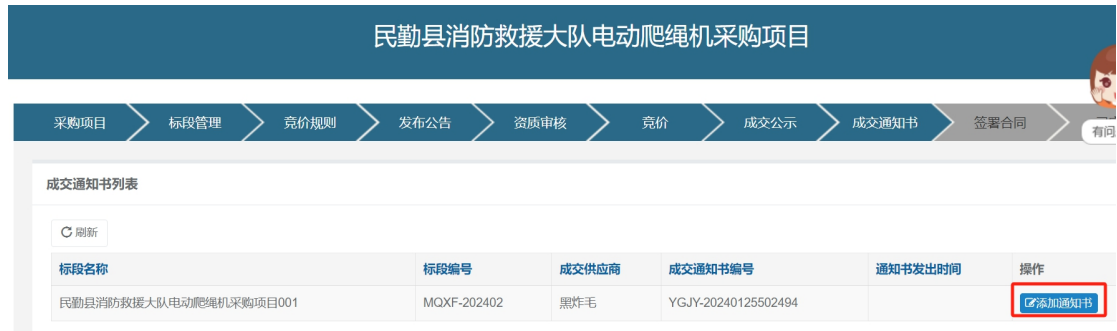 民勤县消防救援大队电动爬绳机采购项目
采购项目 标段管理 竞价规则 发布公告 资质审核 竞价 成交公示 成交通知书 签署合同
有问
成交通知书列表
刷新
标段名称 标段编号 成交供应商 成交通知书编号 通知书发出时间 操作
民勤县消防救援大队电动爬绳机采购项目001 MQXF-202402 黑炸毛 YGJY-20240125502494 添加通知书